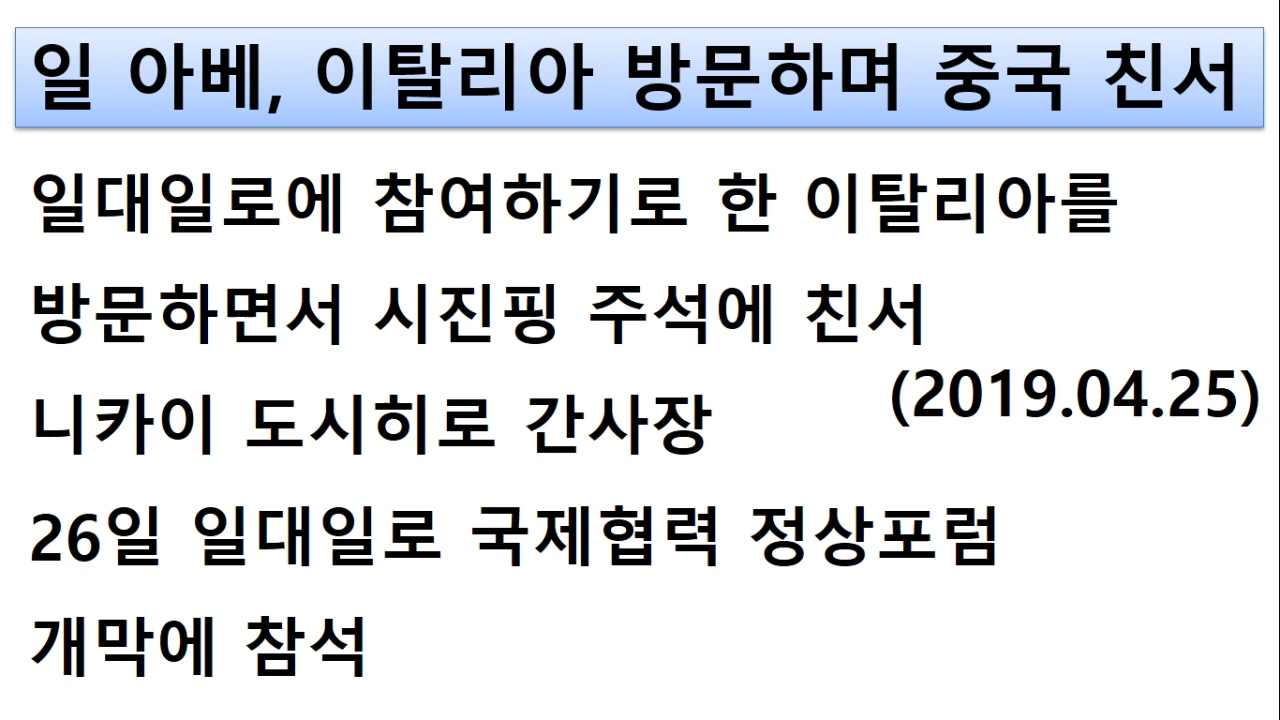 일 아베, 이탈리아 방문하며 중국 친서
일대일로에 참여하기로 한 이탈리아를
방문하면서 시진핑 주석에 친서
(2019.04.25)
니카이 도시히로 간사장
26일 일대일로 국제협력 정상포럼
개막에 참석